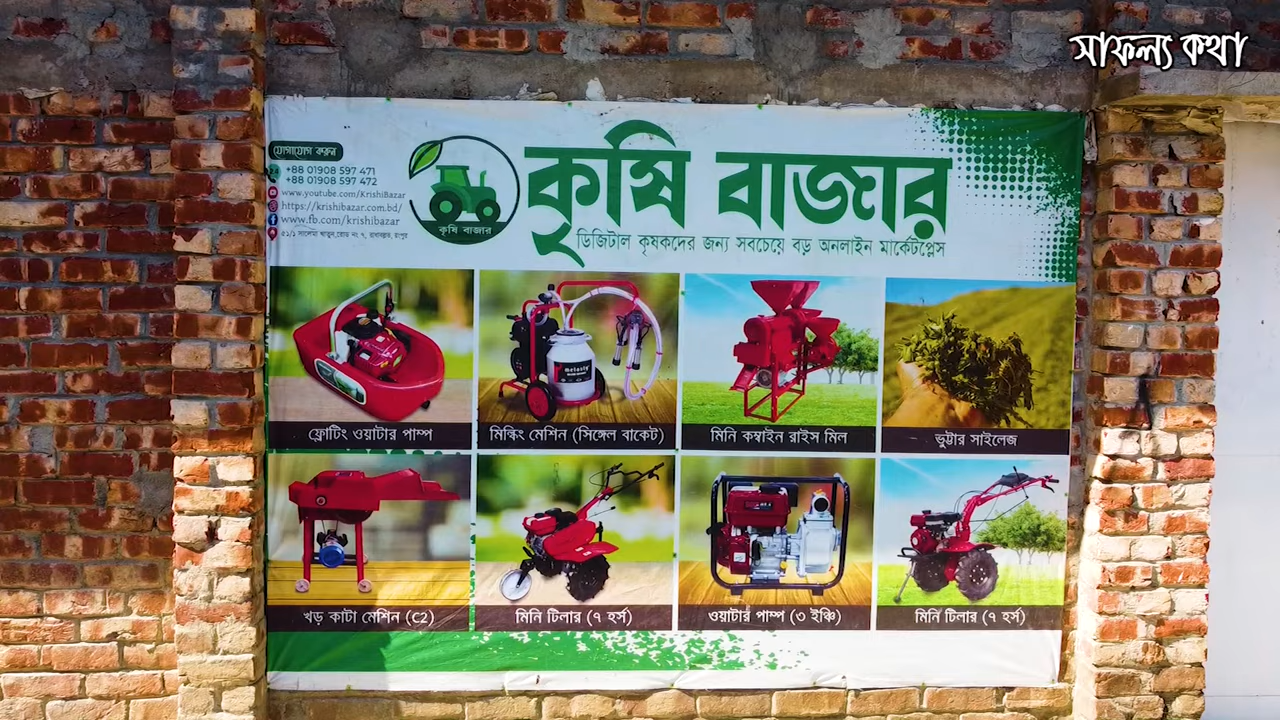 সাফল্য কথা
যোগাযোগ করুন
+88 01908 597 471
+88 01908 597 472
www.youtube.com/KrishiBazar
https://krishibazar.com.bd/
www.fb.com/krishibazar
কৃষি বাজার
কৃষি বাজার
ডিজিটাল কৃষকদের জন্য সবচেয়ে বড় অনলাইন মার্কেটপ্লেস
ফ্লোটিং ওয়াটার পাম্প
মিল্কিং মেশিন (সিঙ্গেল বাকেট)
মিনি কম্বাইন রাইস মিল
ভুট্টার সাইলেজ
খড় কাটা মেশিন (C2)
মিনি টিলার (৭ হর্স)
ওয়াটার পাম্প (৩ ইঞ্চি)
মিনি টিলার (৭ হর্স)